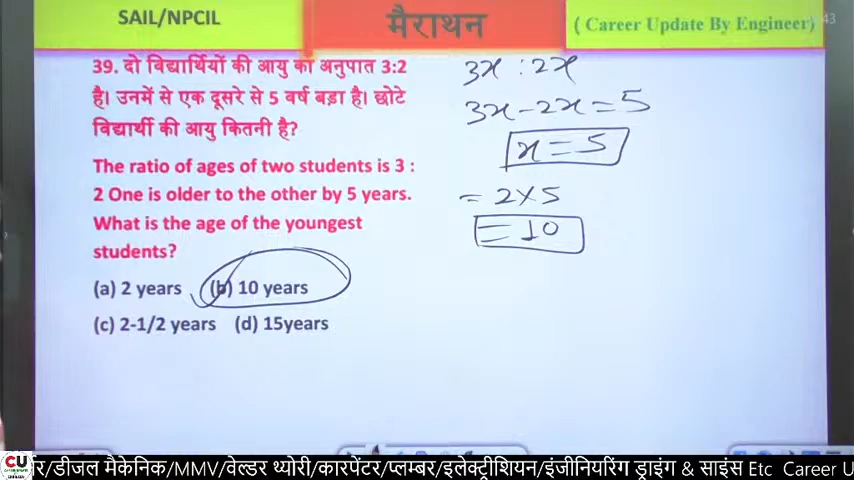 SAIL/NPCIL
मैराथन
( Career Update By Engineer)
39. दो विद्यार्थियों की आयु का अनुपात 3:2
है। उनमें से एक दूसरे से 5 वर्ष बड़ा है। छोटे
विद्यार्थी की आयु कितनी है?
The ratio of ages of two students is 3 :
2 One is older to the other by 5 years.
What is the age of the youngest
students?
(a) 2 years (b) 10 years
(c) 2-1/2 years (d) 15years
3x : 2x
3x - 2x = 5
x = 5
= 2 x 5
= 10
CU
र/डीजल मैकेनिक/MMV/वेल्डर थ्योरी/कारपेंटर/प्लम्बर/इलेक्ट्रीशियन/इंजीनियरिंग ड्राइंग & साइंस Etc Career U